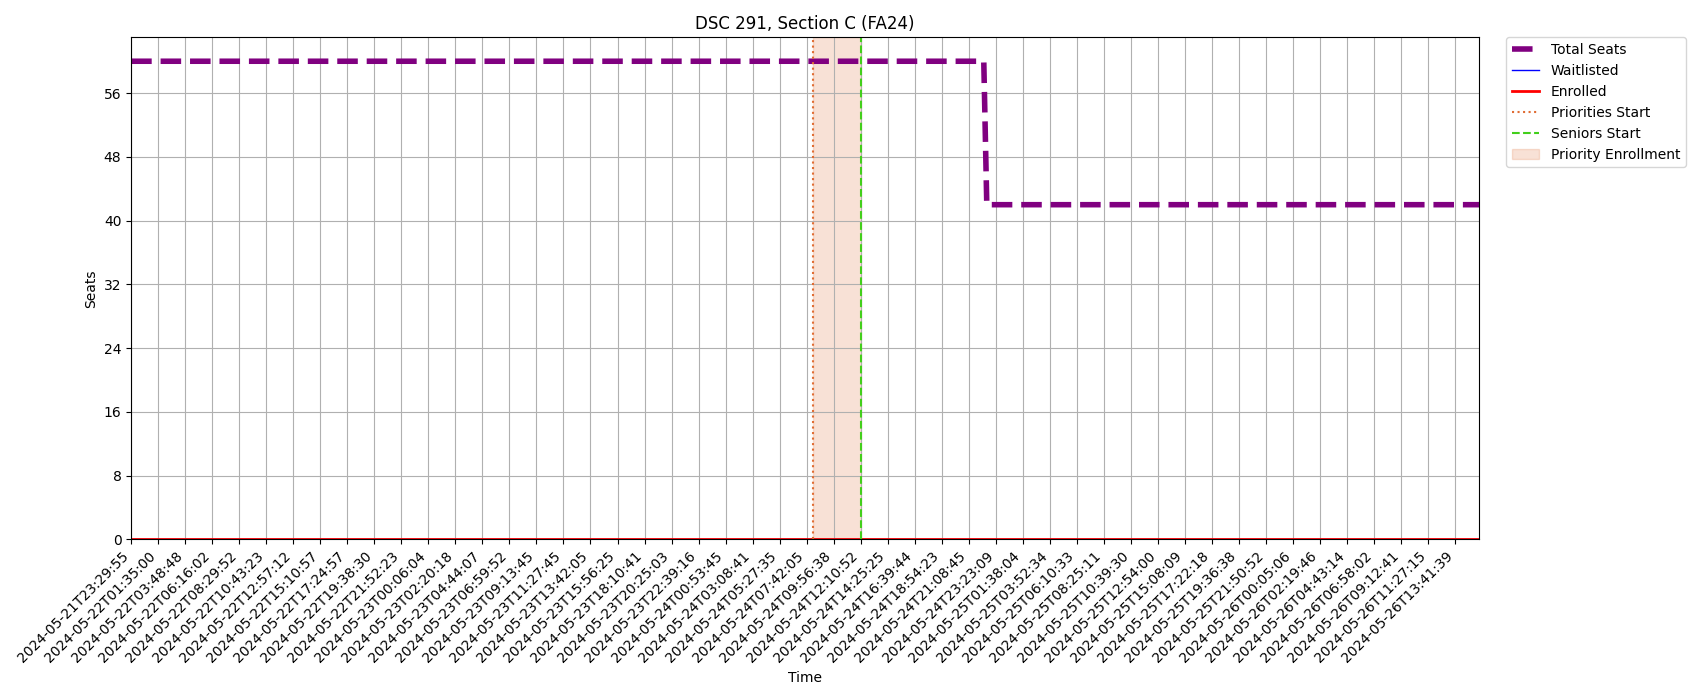 DSC 291, Section C (FA24)
Total Seats
Waitlisted
Enrolled
Priorities Start
Seniors Start
Priority Enrollment
Seats
56
48
40
32
24
16
8
0
2024-05-21T23:29:55
2024-05-22T01:35:00
2024-05-22T03:48:48
2024-05-22T06:16:02
2024-05-22T08:29:52
2024-05-22T10:43:23
2024-05-22T12:57:12
2024-05-22T15:10:57
2024-05-22T17:24:57
2024-05-22T19:38:30
2024-05-22T21:52:23
2024-05-23T00:06:04
2024-05-23T02:20:18
2024-05-23T04:44:07
2024-05-23T06:59:52
2024-05-23T09:13:45
2024-05-23T11:27:45
2024-05-23T13:42:05
2024-05-23T15:56:25
2024-05-23T18:10:41
2024-05-23T20:25:03
2024-05-23T22:39:16
2024-05-24T00:53:45
2024-05-24T03:08:41
2024-05-24T05:27:35
2024-05-24T07:42:05
2024-05-24T09:56:38
2024-05-24T12:10:52
2024-05-24T14:25:25
2024-05-24T16:39:44
2024-05-24T18:54:23
2024-05-24T21:08:45
2024-05-24T23:23:09
2024-05-25T01:38:04
2024-05-25T03:52:34
2024-05-25T06:10:33
2024-05-25T08:25:11
2024-05-25T10:39:30
2024-05-25T12:54:00
2024-05-25T15:08:09
2024-05-25T17:22:18
2024-05-25T19:36:38
2024-05-25T21:50:52
2024-05-26T00:05:06
2024-05-26T02:19:46
2024-05-26T04:43:14
2024-05-26T06:58:02
2024-05-26T09:12:41
2024-05-26T11:27:15
2024-05-26T13:41:39
Time